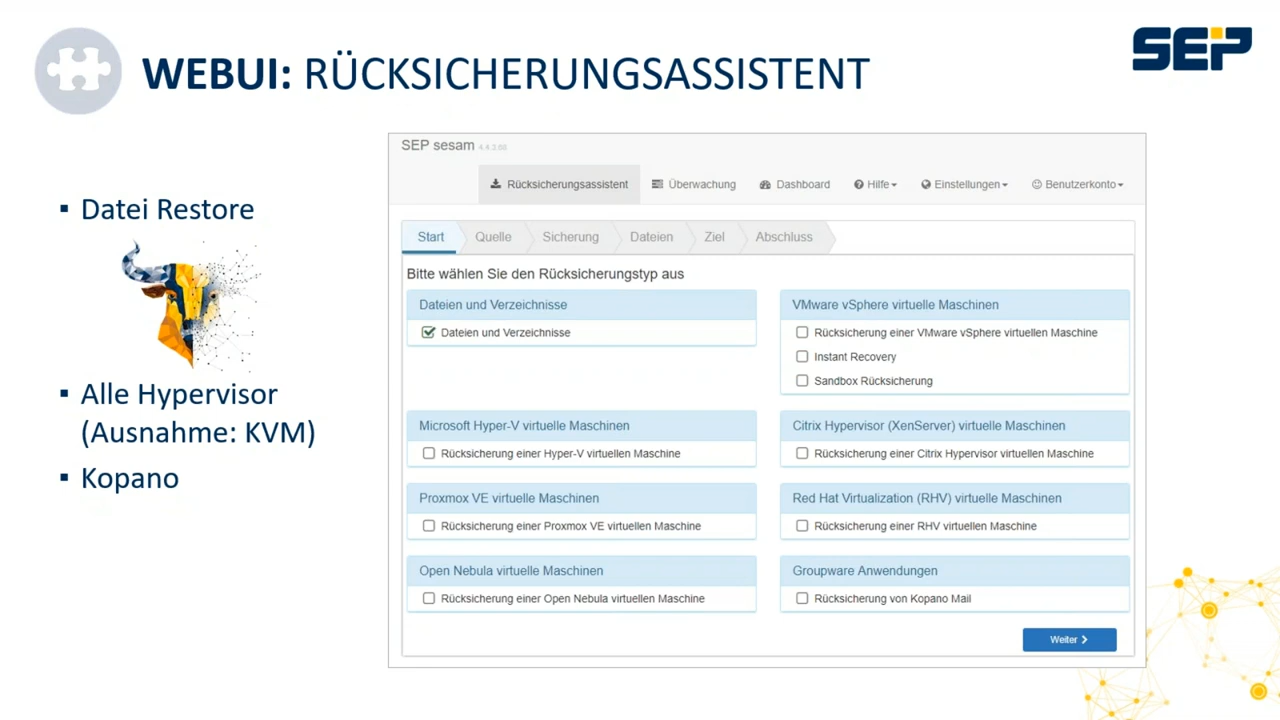 WEBUI: RÜCKSICHERUNGSASSISTENT
SEP
▪ Datei Restore
▪ Alle Hypervisor
(Ausnahme: KVM)
▪ Kopano
SEP sesam 4.4.3.88
Rücksicherungsassistent
Überwachung
Dashboard
Hilfe
Einstellungen
Benutzerkonto
Start
Quelle
Sicherung
Dateien
Ziel
Abschluss
Bitte wählen Sie den Rücksicherungstyp aus
Dateien und Verzeichnisse
Dateien und Verzeichnisse
VMware vSphere virtuelle Maschinen
Rücksicherung einer VMware vSphere virtuellen Maschine
Instant Recovery
Sandbox Rücksicherung
Microsoft Hyper-V virtuelle Maschinen
Rücksicherung einer Hyper-V virtuellen Maschine
Citrix Hypervisor (XenServer) virtuelle Maschinen
Rücksicherung einer Citrix Hypervisor virtuellen Maschine
Proxmox VE virtuelle Maschinen
Rücksicherung einer Proxmox VE virtuellen Maschine
Red Hat Virtualization (RHV) virtuelle Maschinen
Rücksicherung einer RHV virtuellen Maschine
Open Nebula virtuelle Maschinen
Rücksicherung einer Open Nebula virtuellen Maschine
Groupware Anwendungen
Rücksicherung von Kopano Mail
Weiter